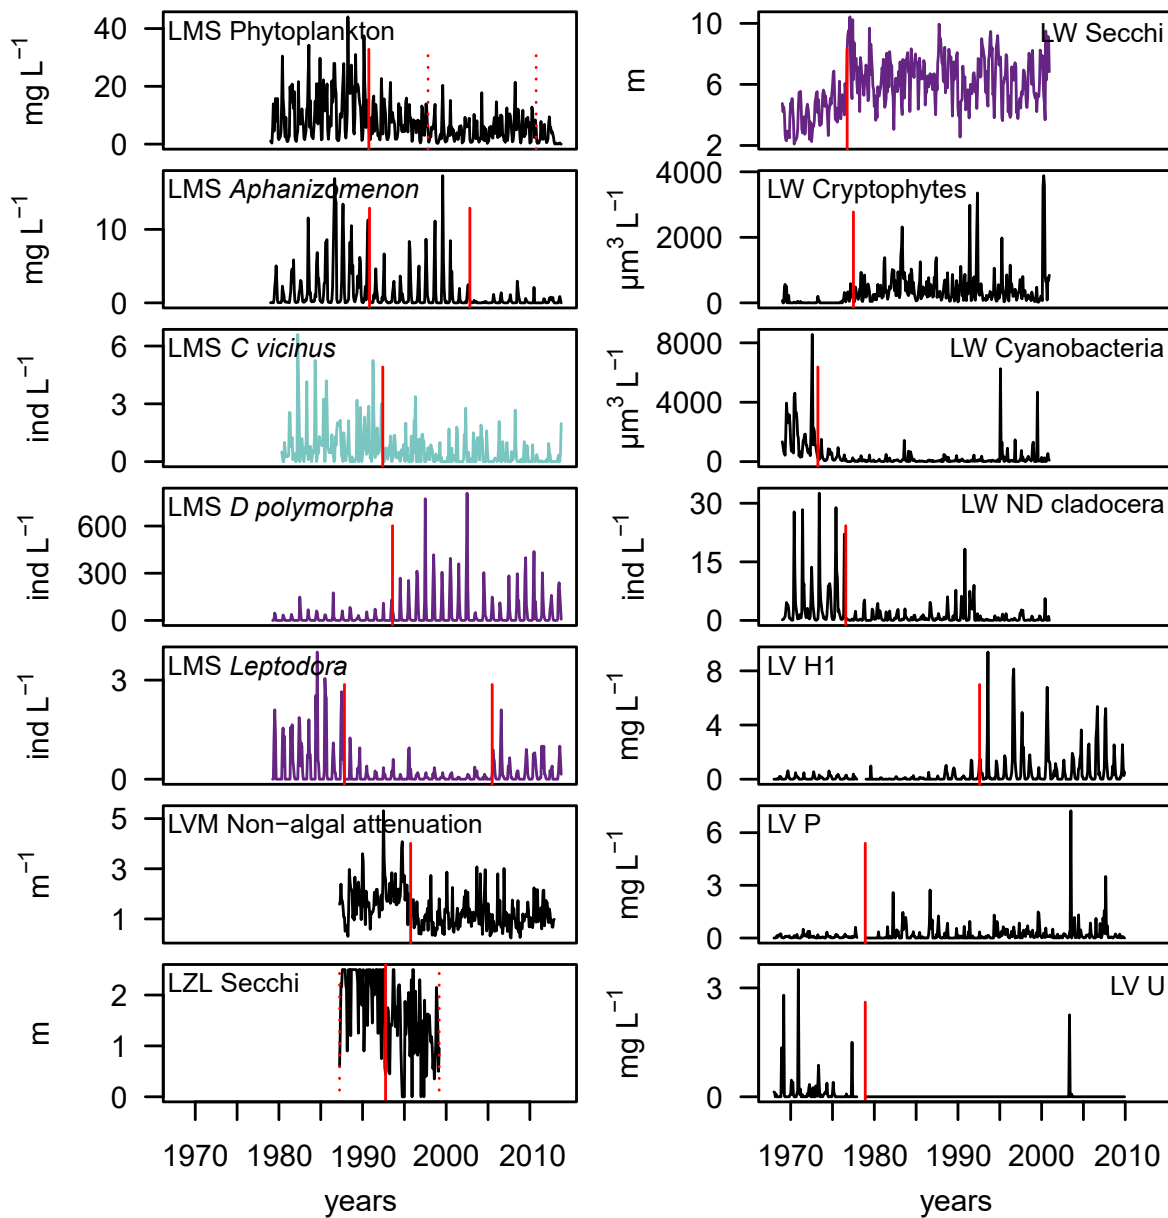 LMS Phytoplankton
mg L⁻¹
40
20
0
LMS Aphanizomenon
mg L⁻¹
10
0
LMS C vicinus
ind L⁻¹
6
3
0
LMS D polymorpha
ind L⁻¹
600
300
0
LMS Leptodora
ind L⁻¹
3
0
LVM Non−algal attenuation
m⁻¹
5
3
1
LZL Secchi
m
2
1
0
1970 1980 1990 2000 2010
years
LW Secchi
m
10
6
2
LW Cryptophytes
µm³ L⁻¹
4000
2000
0
LW Cyanobacteria
µm³ L⁻¹
8000
4000
0
LW ND cladocera
ind L⁻¹
30
15
0
LV H1
mg L⁻¹
8
4
0
LV P
mg L⁻¹
6
3
0
LV U
mg L⁻¹
3
0
1970 1980 1990 2000 2010
years